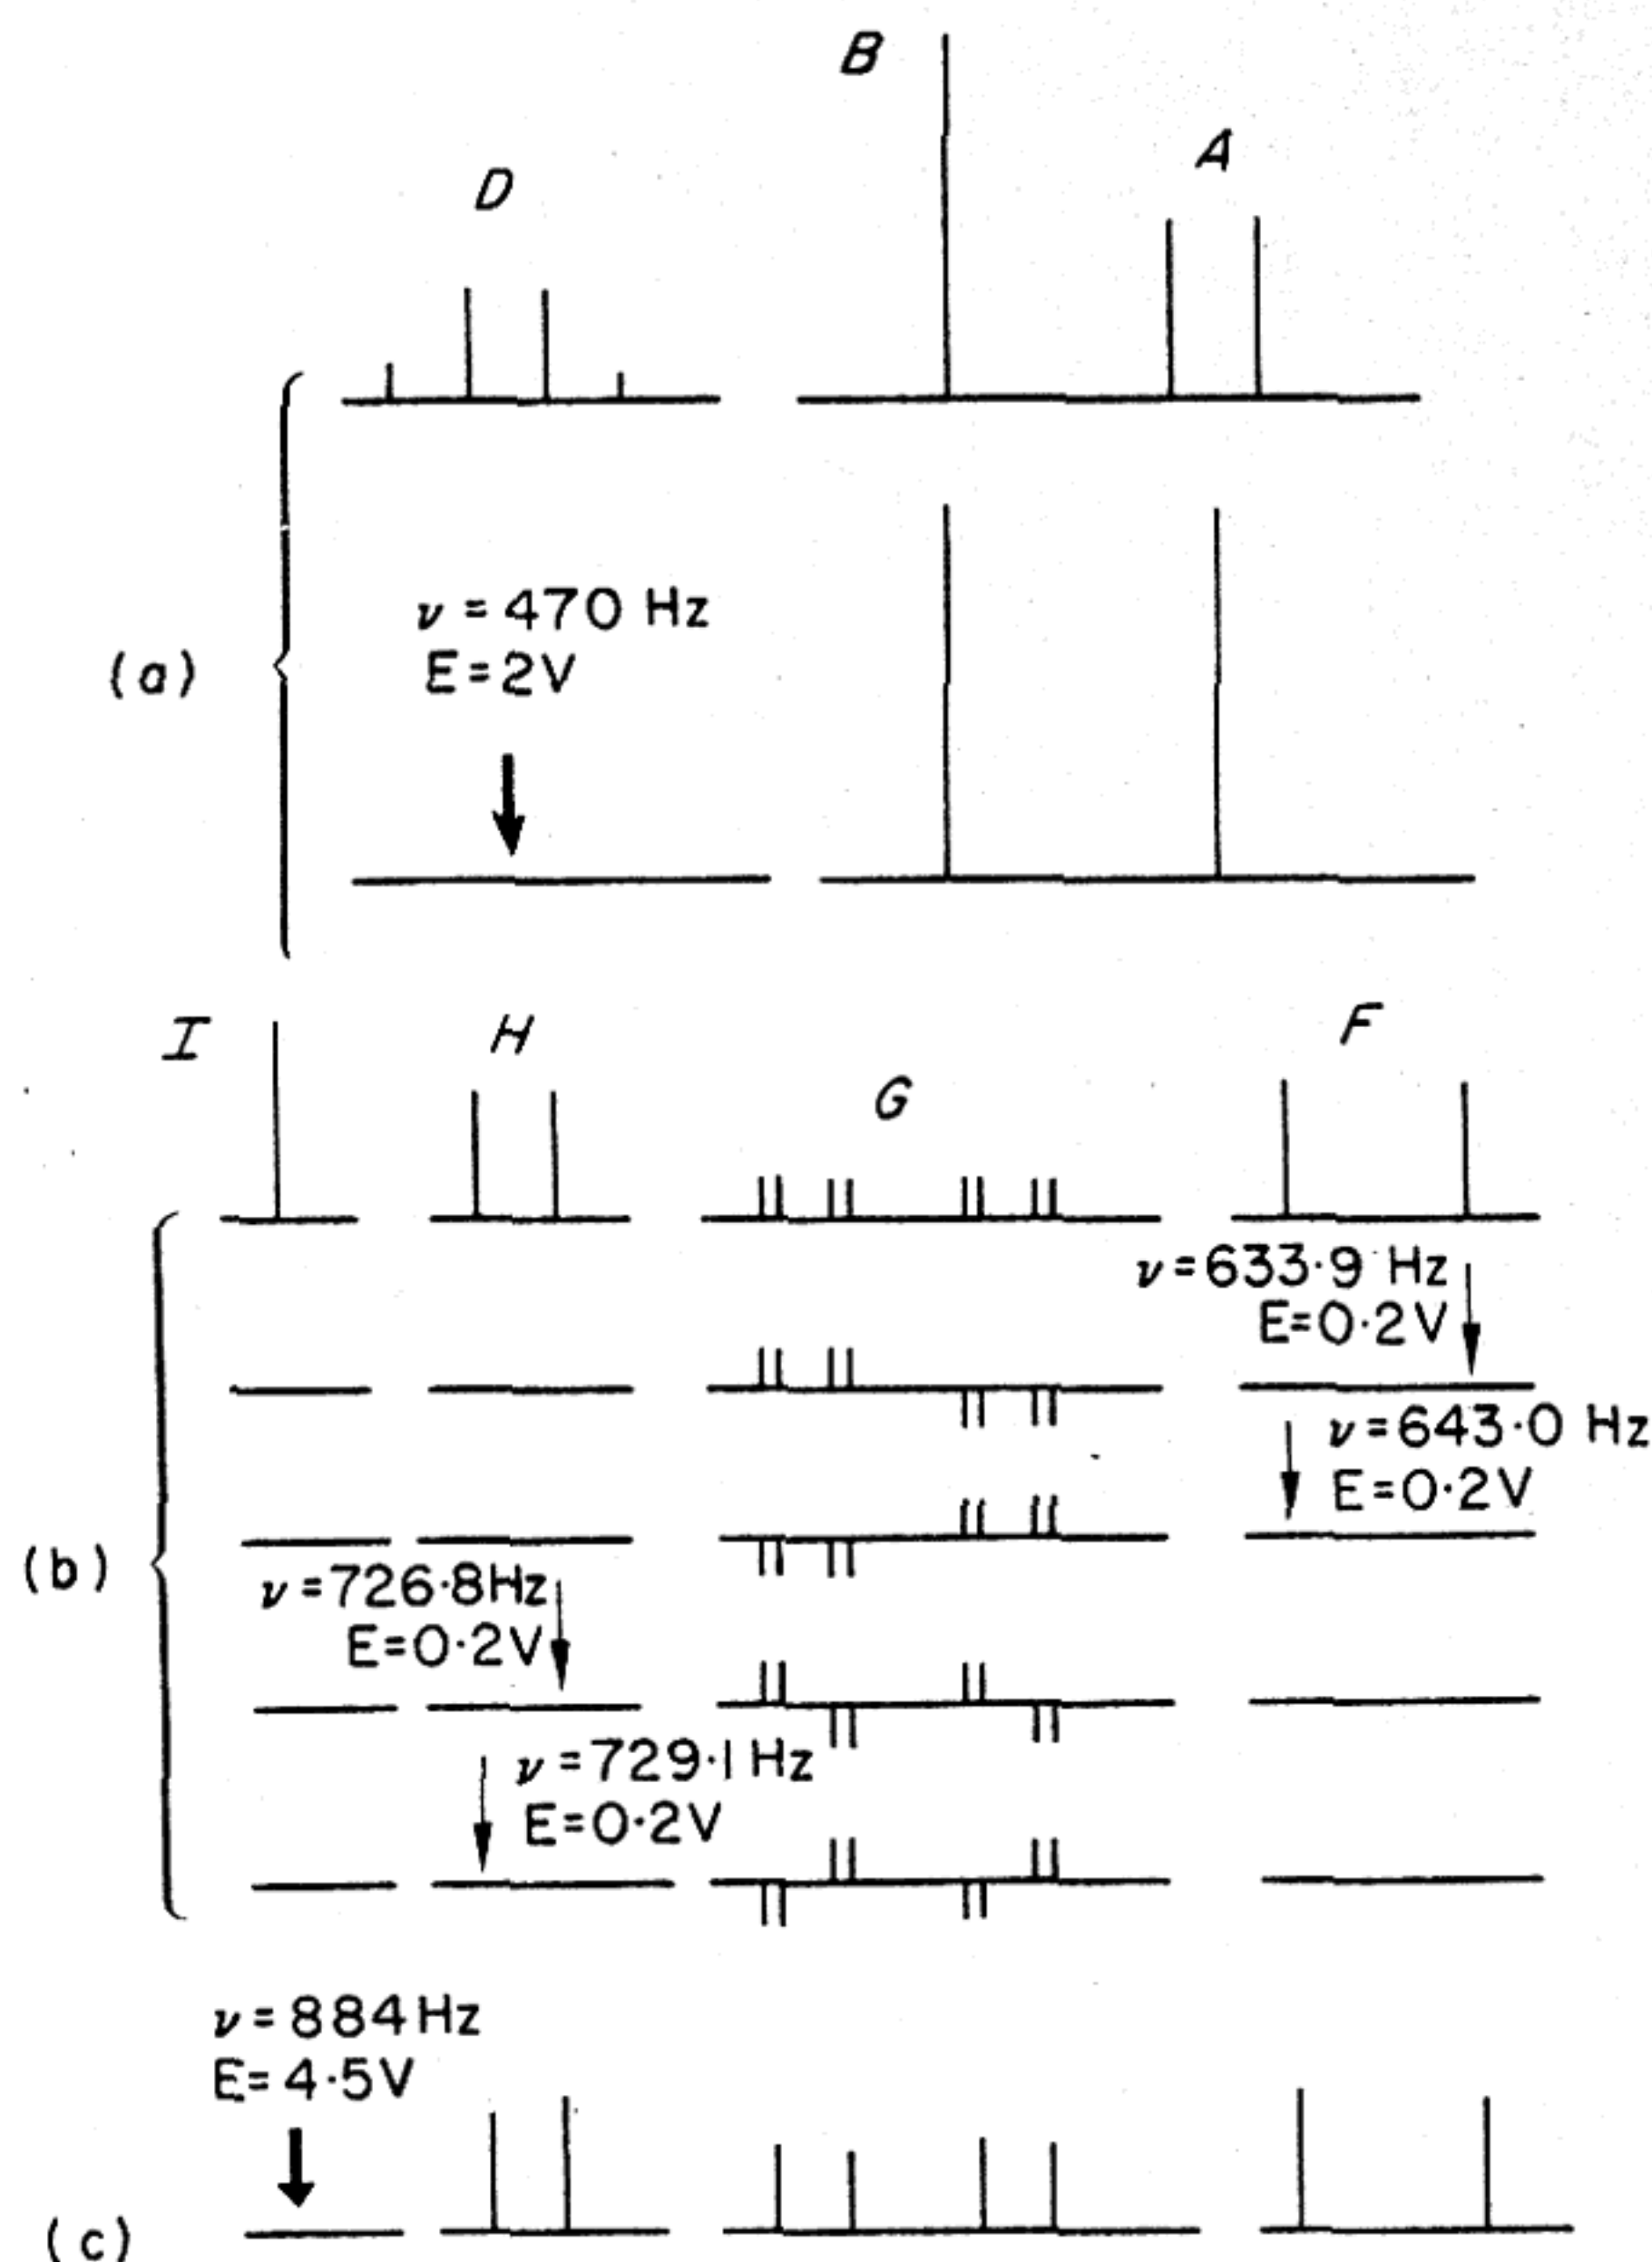 B
A
D
ν = 470 Hz
E = 2V
(a)
I
H
F
G
ν = 633·9 Hz
E=0·2V
ν = 643·0 Hz
E = 0·2V
(b)
ν = 726·8Hz
E=0·2V
ν = 729·1 Hz
E=0·2V
ν = 884 Hz
E= 4·5V
(c)